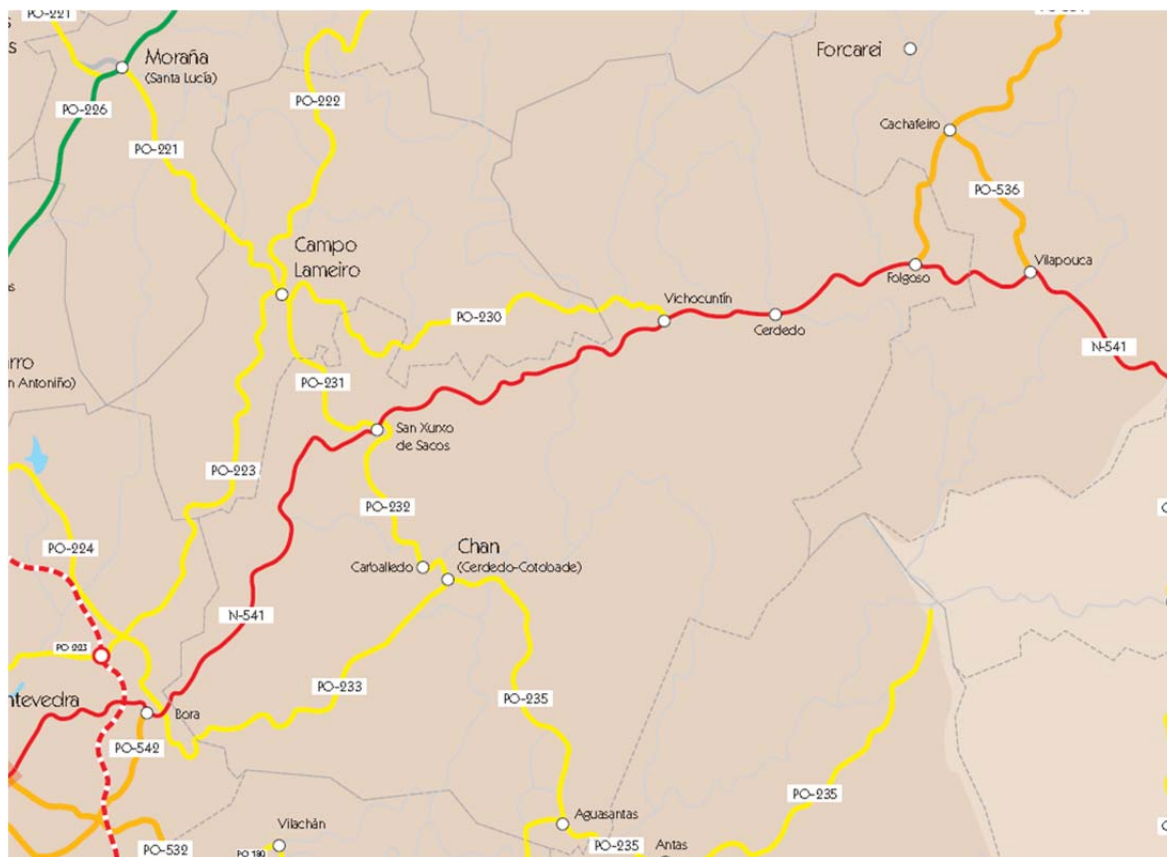 PO-221
Moraña
(Santa Lucía)
PO-226
PO-222
PO-221
Forcarei
Cachafeiro
PO-536
Campo
Lameiro
Folgoso
Vilapouca
Vichocuntín
PO-230
Cerdedo
N-541
PO-231
San Xurxo
de Sacos
PO-223
PO-232
PO-224
Carballedo
Chan
(Cerdedo-Cotobade)
N-541
PO 223
PO-233
PO-235
ntevedra
Bora
PO-542
PO-235
Aguasantas
Vilachán
PO-532
PO-235
Antas